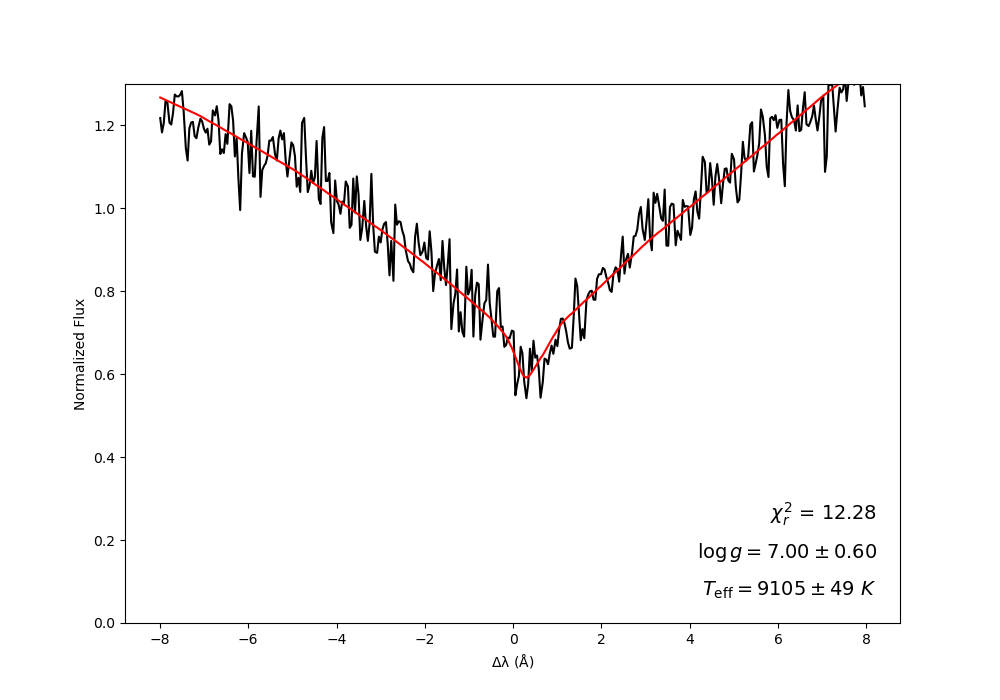 1.2
1.0
0.8
0.6
0.4
0.2
0.0
Normalized Flux
χ²ᵣ = 12.28
log g = 7.00 ± 0.60
T_eff = 9105 ± 49 K
−8 −6 −4 −2 0 2 4 6 8
Δλ (Å)